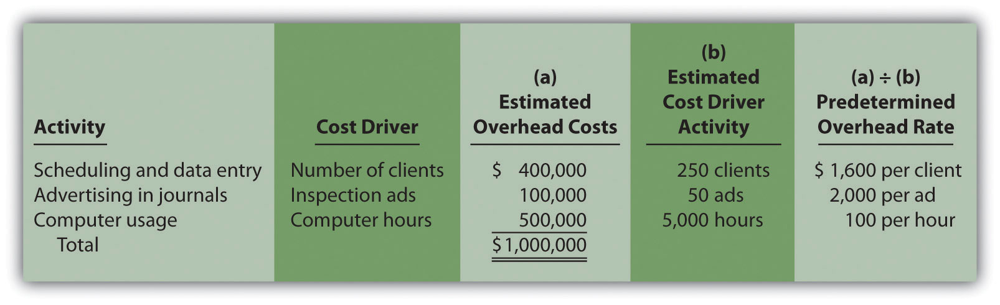 Activity
Cost Driver
(a)
Estimated
Overhead Costs
(b)
Estimated
Cost Driver
Activity
(a) ÷ (b)
Predetermined
Overhead Rate
Scheduling and data entry Number of clients $ 400,000 250 clients $ 1,600 per client
Advertising in journals Inspection ads 100,000 50 ads 2,000 per ad
Computer usage Computer hours 500,000 5,000 hours 100 per hour
Total $1,000,000